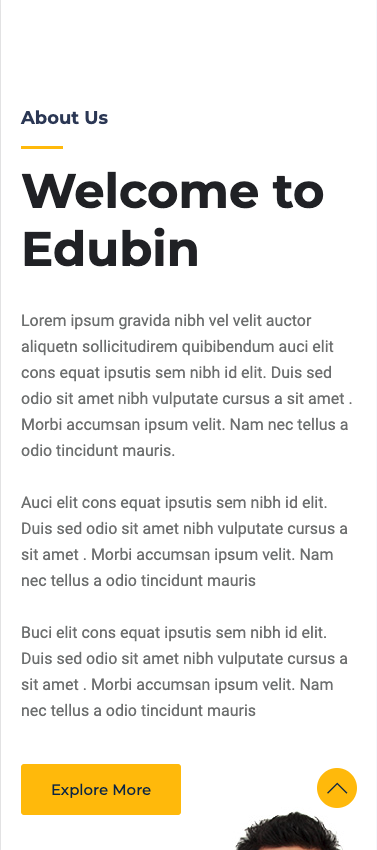 About Us
Welcome to
Edubin
Lorem ipsum gravida nibh vel velit auctor
aliquetn sollicitudirem quibibendum auci elit
cons equat ipsutis sem nibh id elit. Duis sed
odio sit amet nibh vulputate cursus a sit amet .
Morbi accumsan ipsum velit. Nam nec tellus a
odio tincidunt mauris.
Auci elit cons equat ipsutis sem nibh id elit.
Duis sed odio sit amet nibh vulputate cursus a
sit amet . Morbi accumsan ipsum velit. Nam
nec tellus a odio tincidunt mauris
Buci elit cons equat ipsutis sem nibh id elit.
Duis sed odio sit amet nibh vulputate cursus a
sit amet . Morbi accumsan ipsum velit. Nam
nec tellus a odio tincidunt mauris
Explore More